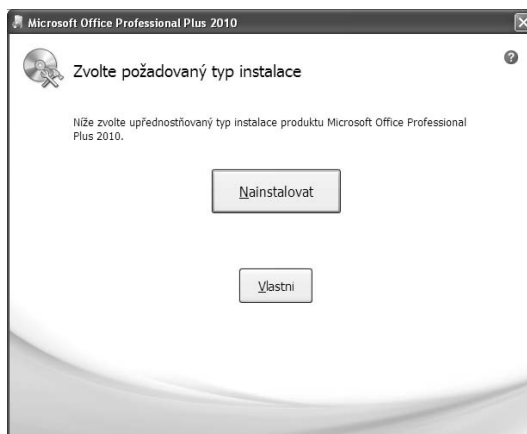 Microsoft Office Professional Plus 2010
Zvolte požadovaný typ instalace
Níže zvolte upřednostňovaný typ instalace produktu Microsoft Office Professional
Plus 2010.
Nainstalovat
Vlastni